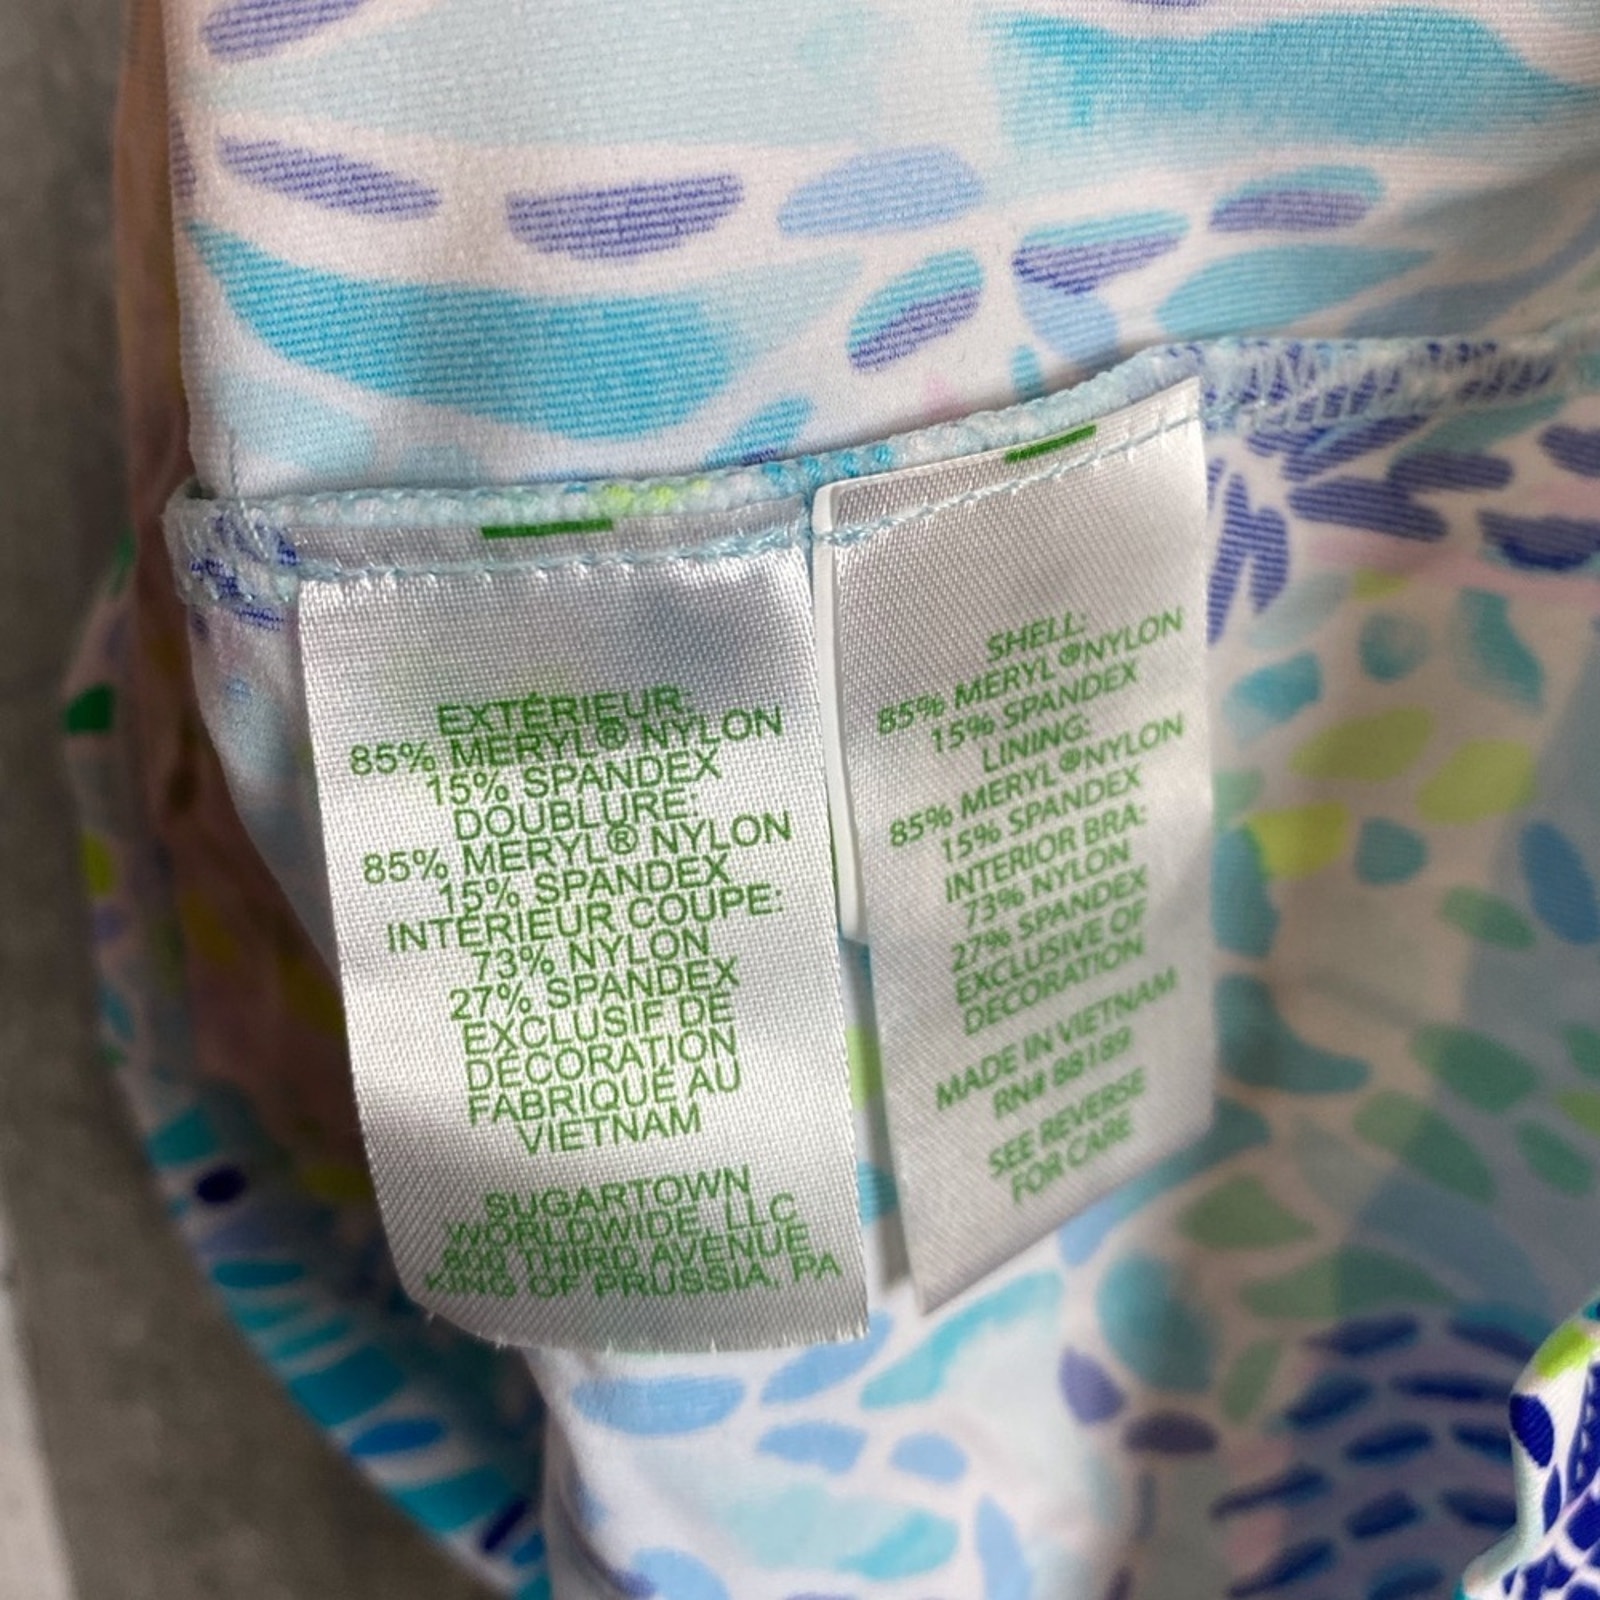 EXTÉRIEUR:
85% MERYL® NYLON
15% SPANDEX
DOUBLURE:
85% MERYL® NYLON
15% SPANDEX
INTÉRIEUR COUPE:
73% NYLON
27% SPANDEX
EXCLUSIF DE
DÉCORATION
FABRIQUÉ AU
VIETNAM
SUGARTOWN
WORLDWIDE, LLC
800 THIRD AVENUE
KING OF PRUSSIA, PA
SHELL:
85% MERYL ®NYLON
15% SPANDEX
LINING:
85% MERYL ®NYLON
15% SPANDEX
INTERIOR BRA:
73% NYLON
27% SPANDEX
EXCLUSIVE OF
DECORATION
MADE IN VIETNAM
RN# 88189
SEE REVERSE
FOR CARE